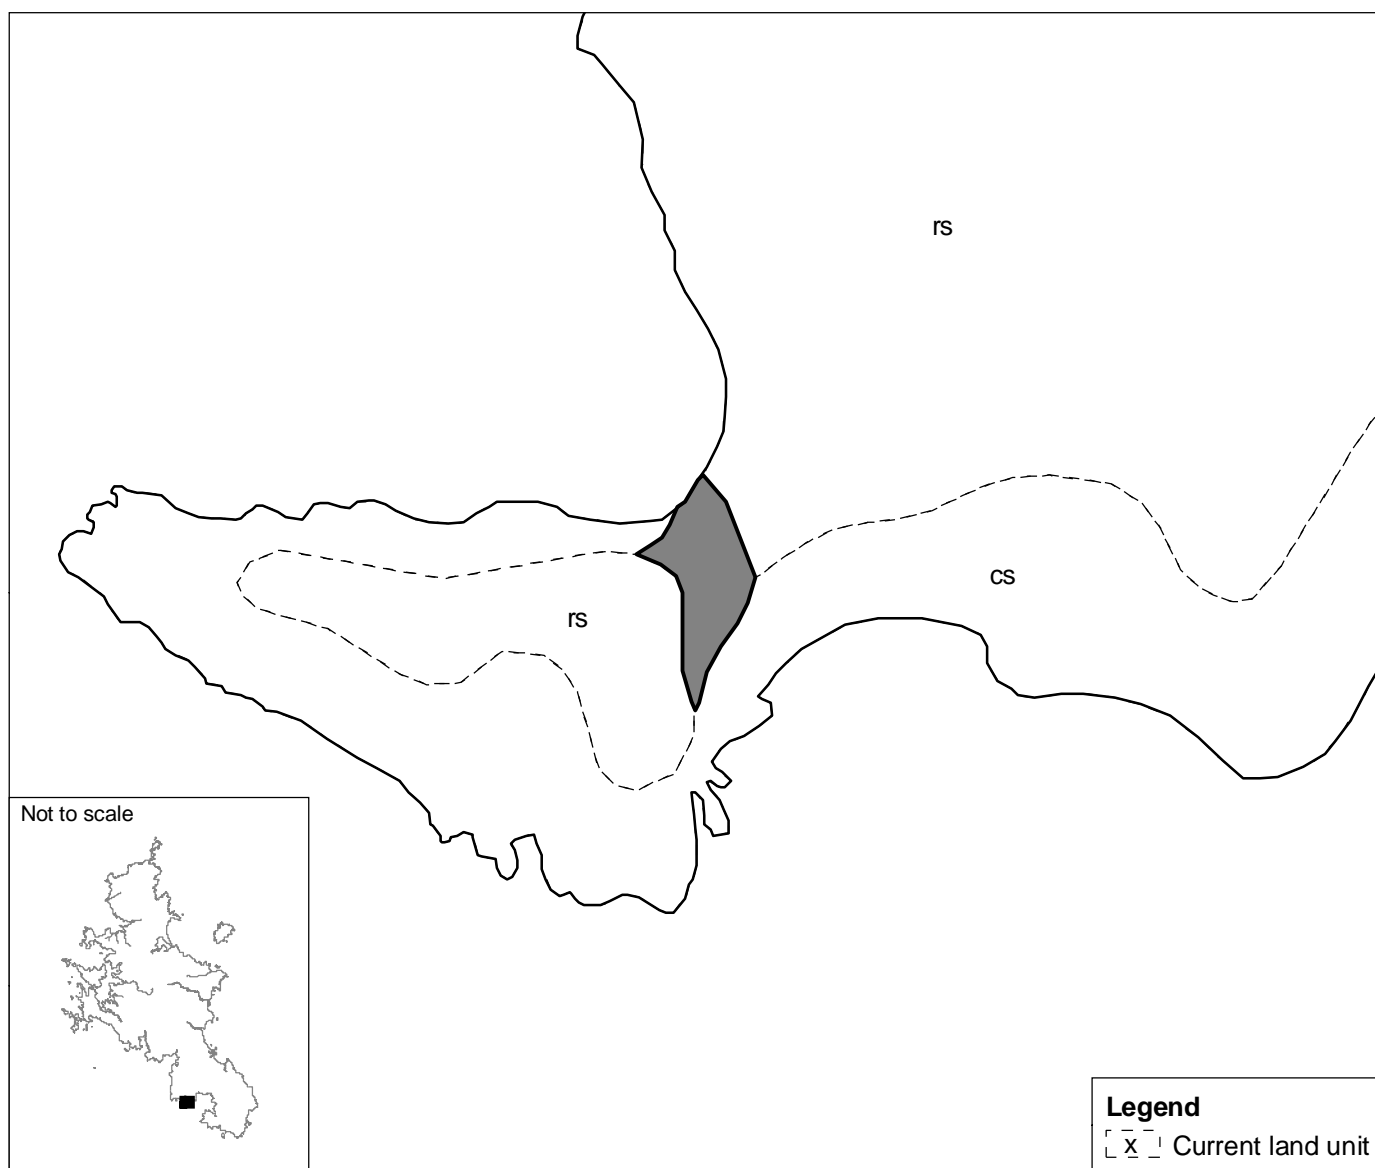 rs
cs
rs
Not to scale
Legend
x Current land unit